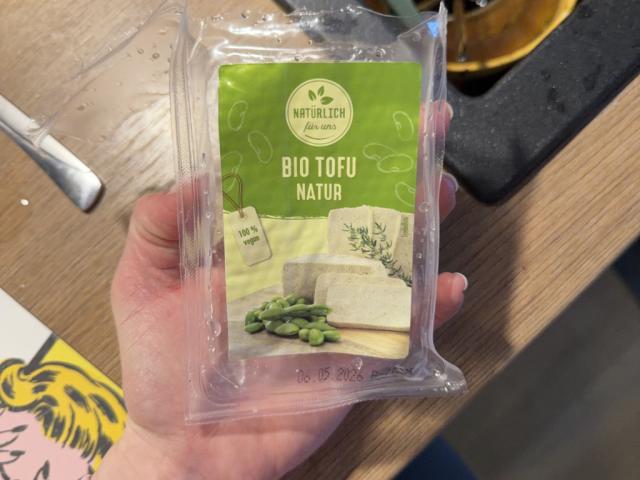 NATÜRLICH
für uns
BIO TOFU
NATUR
100 %
vegan
06.05.2026